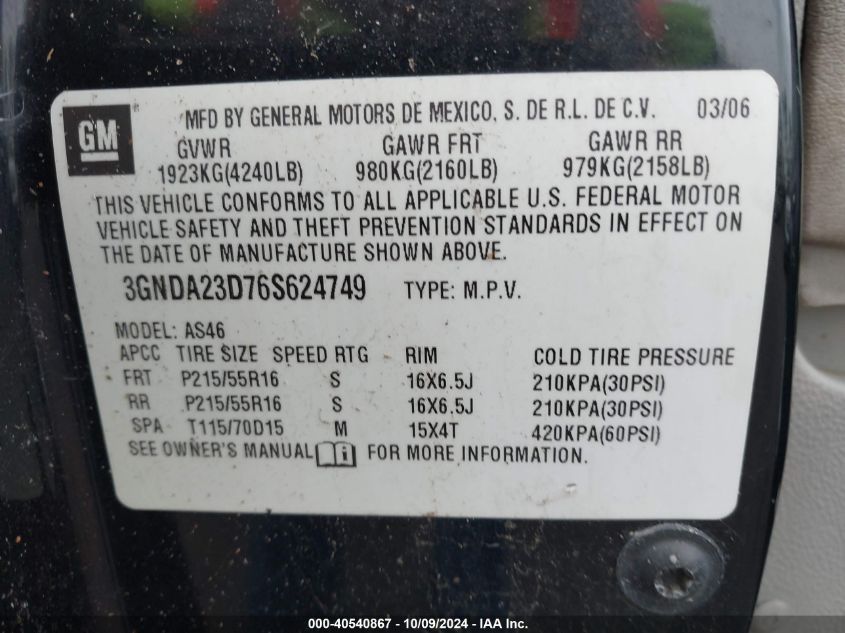 GM
MFD BY GENERAL MOTORS DE MEXICO, S. DE R.L. DE C.V. 03/06
GVWR GAWR FRT GAWR RR
1923KG(4240LB) 980KG(2160LB) 979KG(2158LB)
THIS VEHICLE CONFORMS TO ALL APPLICABLE U.S. FEDERAL MOTOR
VEHICLE SAFETY AND THEFT PREVENTION STANDARDS IN EFFECT ON
THE DATE OF MANUFACTURE SHOWN ABOVE.
3GNDA23D76S624749 TYPE: M.P.V.
MODEL: AS46
APCC TIRE SIZE SPEED RTG RIM COLD TIRE PRESSURE
FRT P215/55R16 S 16X6.5J 210KPA(30PSI)
RR P215/55R16 S 16X6.5J 210KPA(30PSI)
SPA T115/70D15 M 15X4T 420KPA(60PSI)
SEE OWNER'S MANUAL FOR MORE INFORMATION.
000-40540867 - 10/09/2024 - IAA Inc.